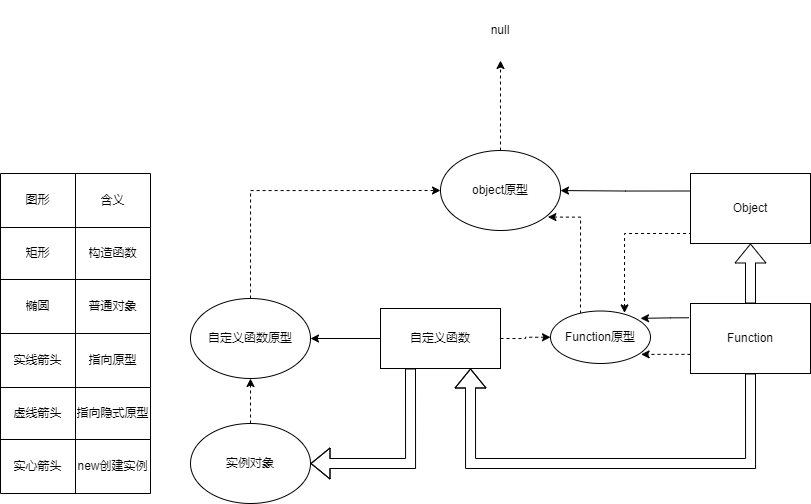 null
object原型
Object
自定义函数原型
自定义函数
Function原型
Function
实例对象
图形 含义
矩形 构造函数
椭圆 普通对象
实线箭头 指向原型
虚线箭头 指向隐式原型
实心箭头 new创建实例